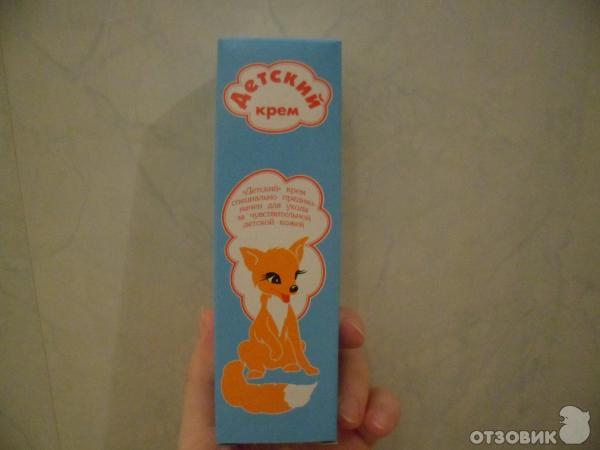 Детский
крем
«Детский» крем
специально предназ-
начен для ухода
за чувствительной
детской кожей
ОТЗОВИК